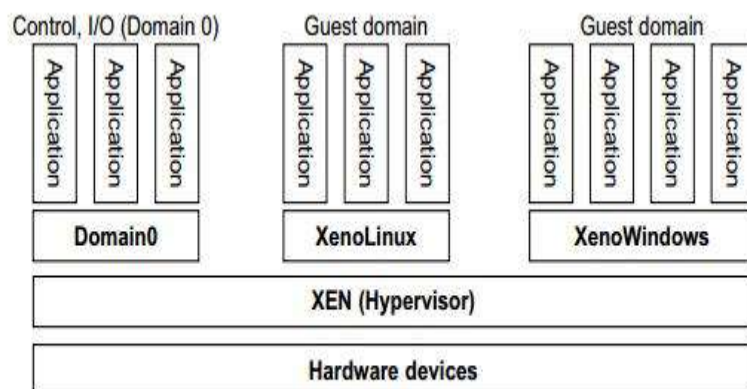 Control, I/O (Domain 0)
Guest domain
Guest domain
Application
Application
Application
Application
Application
Application
Application
Application
Application
Application
Domain0
XenoLinux
XenoWindows
XEN (Hypervisor)
Hardware devices